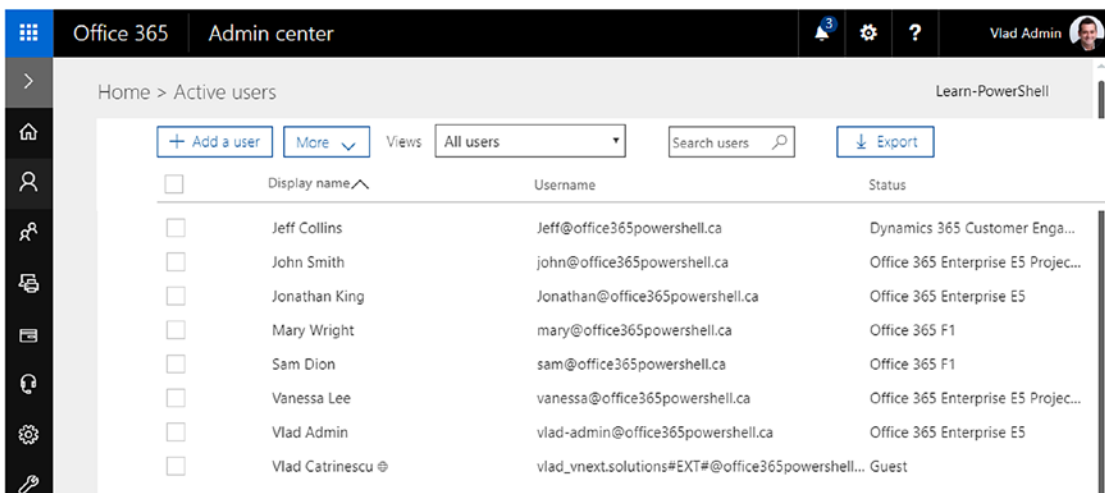 Office 365 Admin center 3 ? Vlad Admin
Home > Active users Learn-PowerShell
+ Add a user More Views All users Search users Export
Display name Username Status
Jeff Collins Jeff@office365powershell.ca Dynamics 365 Customer Enga...
John Smith john@office365powershell.ca Office 365 Enterprise E5 Projec...
Jonathan King Jonathan@office365powershell.ca Office 365 Enterprise E5
Mary Wright mary@office365powershell.ca Office 365 F1
Sam Dion sam@office365powershell.ca Office 365 F1
Vanessa Lee vanessa@office365powershell.ca Office 365 Enterprise E5 Projec...
Vlad Admin vlad-admin@office365powershell.ca Office 365 Enterprise E5
Vlad Catrinescu vlad_vnext.solutions#EXT#@office365powershell... Guest